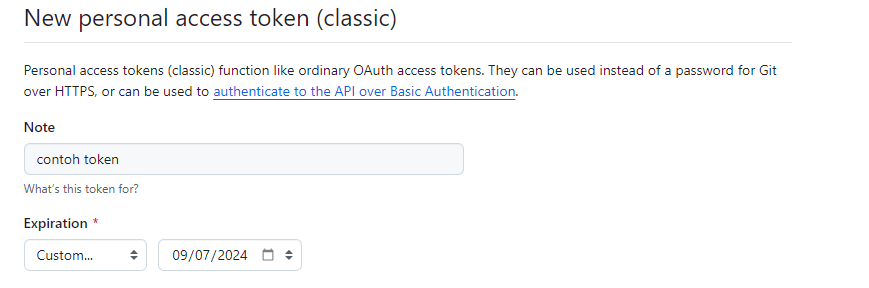 New personal access token (classic)
Personal access tokens (classic) function like ordinary OAuth access tokens. They can be used instead of a password for Git
over HTTPS, or can be used to authenticate to the API over Basic Authentication.
Note
contoh token
What's this token for?
Expiration *
Custom... 09/07/2024